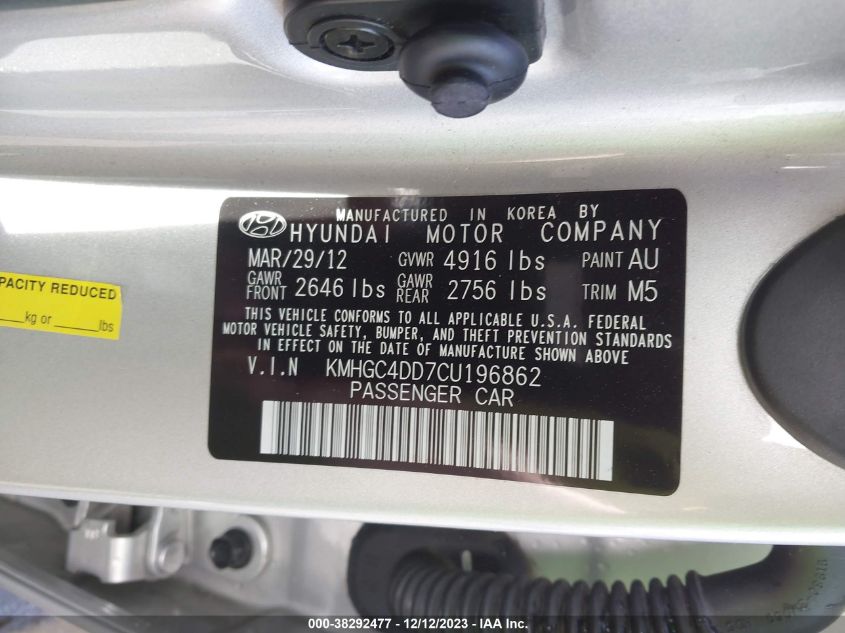 MANUFACTURED IN KOREA BY
HYUNDAI MOTOR COMPANY
MAR/29/12 GVWR 4916 lbs PAINT AU
GAWR FRONT 2646 lbs GAWR REAR 2756 lbs TRIM M5
THIS VEHICLE CONFORMS TO ALL APPLICABLE U.S.A. FEDERAL
MOTOR VEHICLE SAFETY, BUMPER, AND THEFT PREVENTION STANDARDS
IN EFFECT ON THE DATE OF MANUFACTURE SHOWN ABOVE
V.I.N KMHGC4DD7CU196862
PASSENGER CAR
PACITY REDUCED
____kg or ______lbs
000-38292477 - 12/12/2023 - IAA Inc.